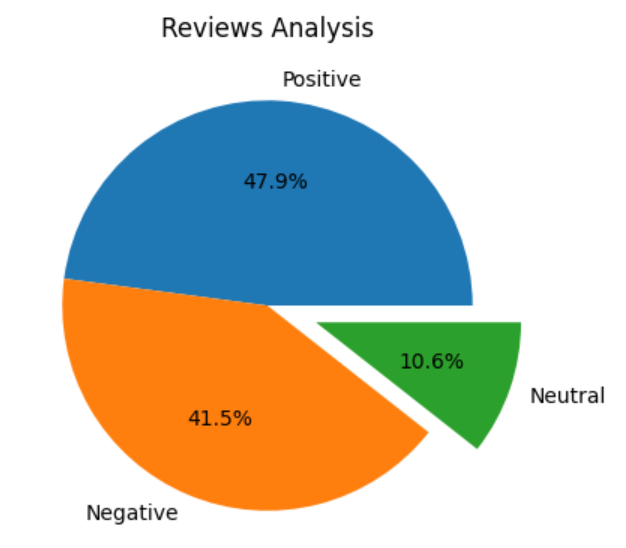 Reviews Analysis
Positive
47.9%
10.6%
Neutral
41.5%
Negative